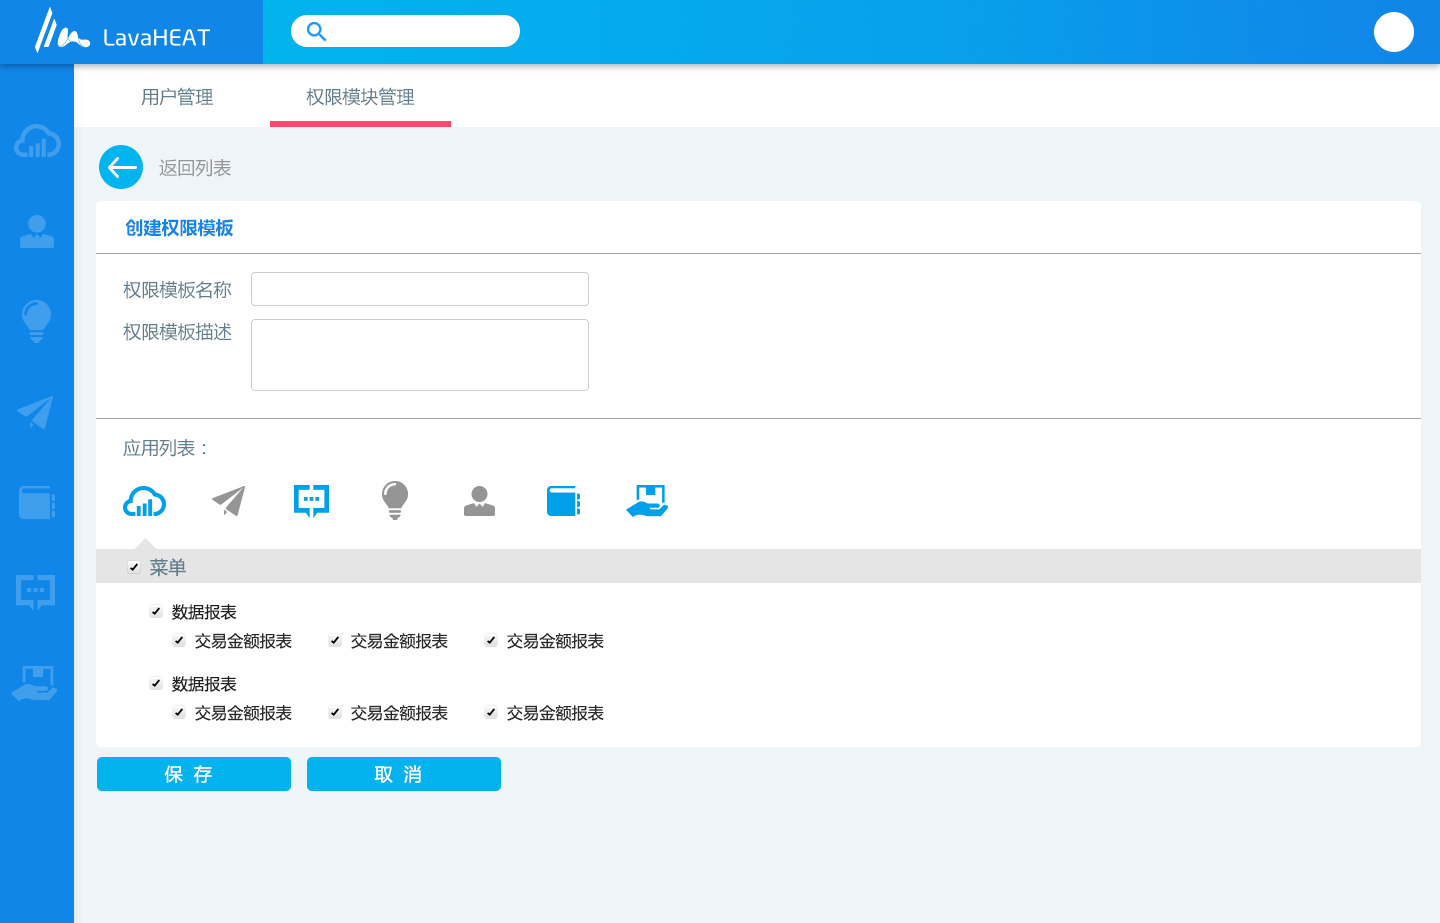 LavaHEAT
用户管理 权限模块管理
返回列表
创建权限模板
权限模板名称
权限模板描述
应用列表：
菜单
数据报表
交易金额报表 交易金额报表 交易金额报表
数据报表
交易金额报表 交易金额报表 交易金额报表
保 存 取 消